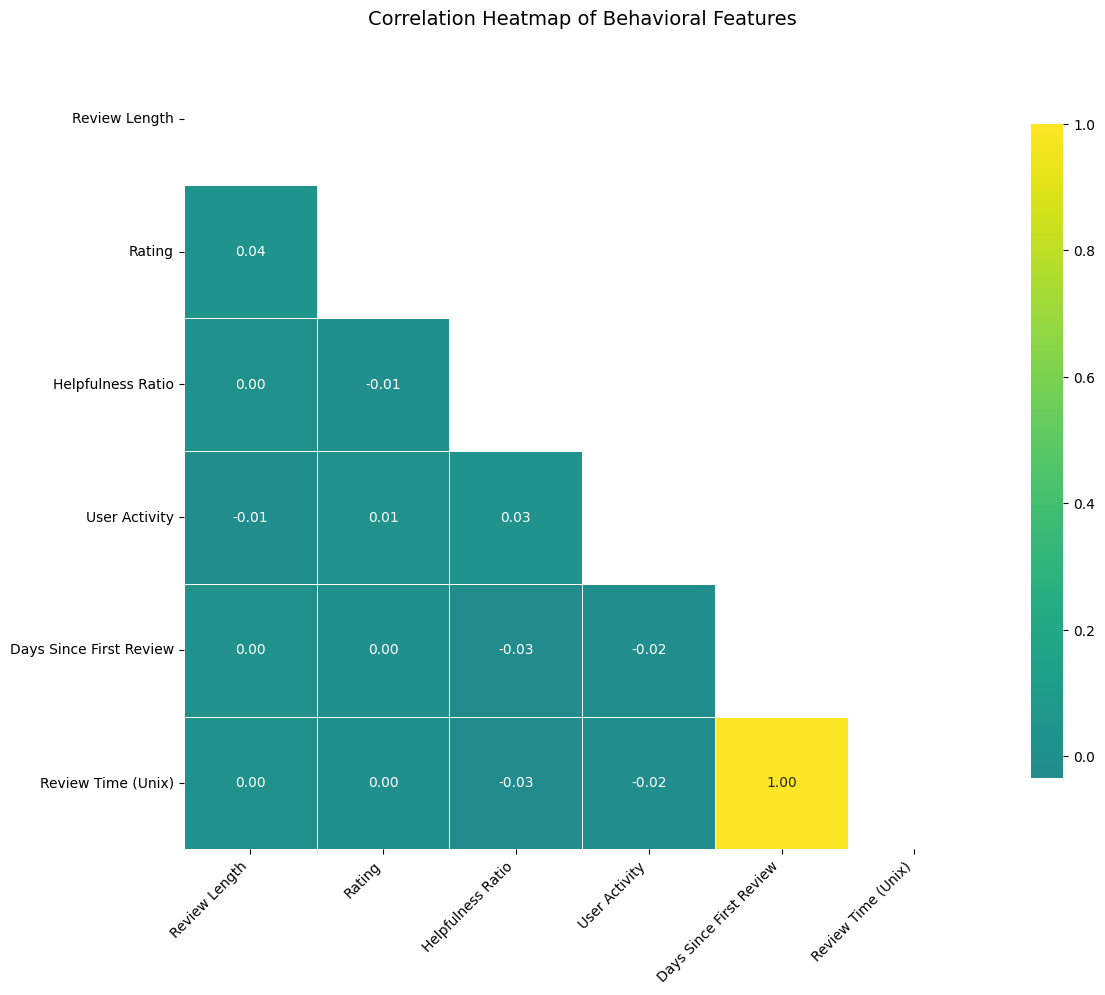 Correlation Heatmap of Behavioral Features
Review Length
Rating
Helpfulness Ratio
User Activity
Days Since First Review
Review Time (Unix)
0.04
0.00 -0.01
-0.01 0.01 0.03
0.00 0.00 -0.03 -0.02
0.00 0.00 -0.03 -0.02 1.00
Review Length
Rating
Helpfulness Ratio
User Activity
Days Since First Review
Review Time (Unix)
1.0
0.8
0.6
0.4
0.2
0.0